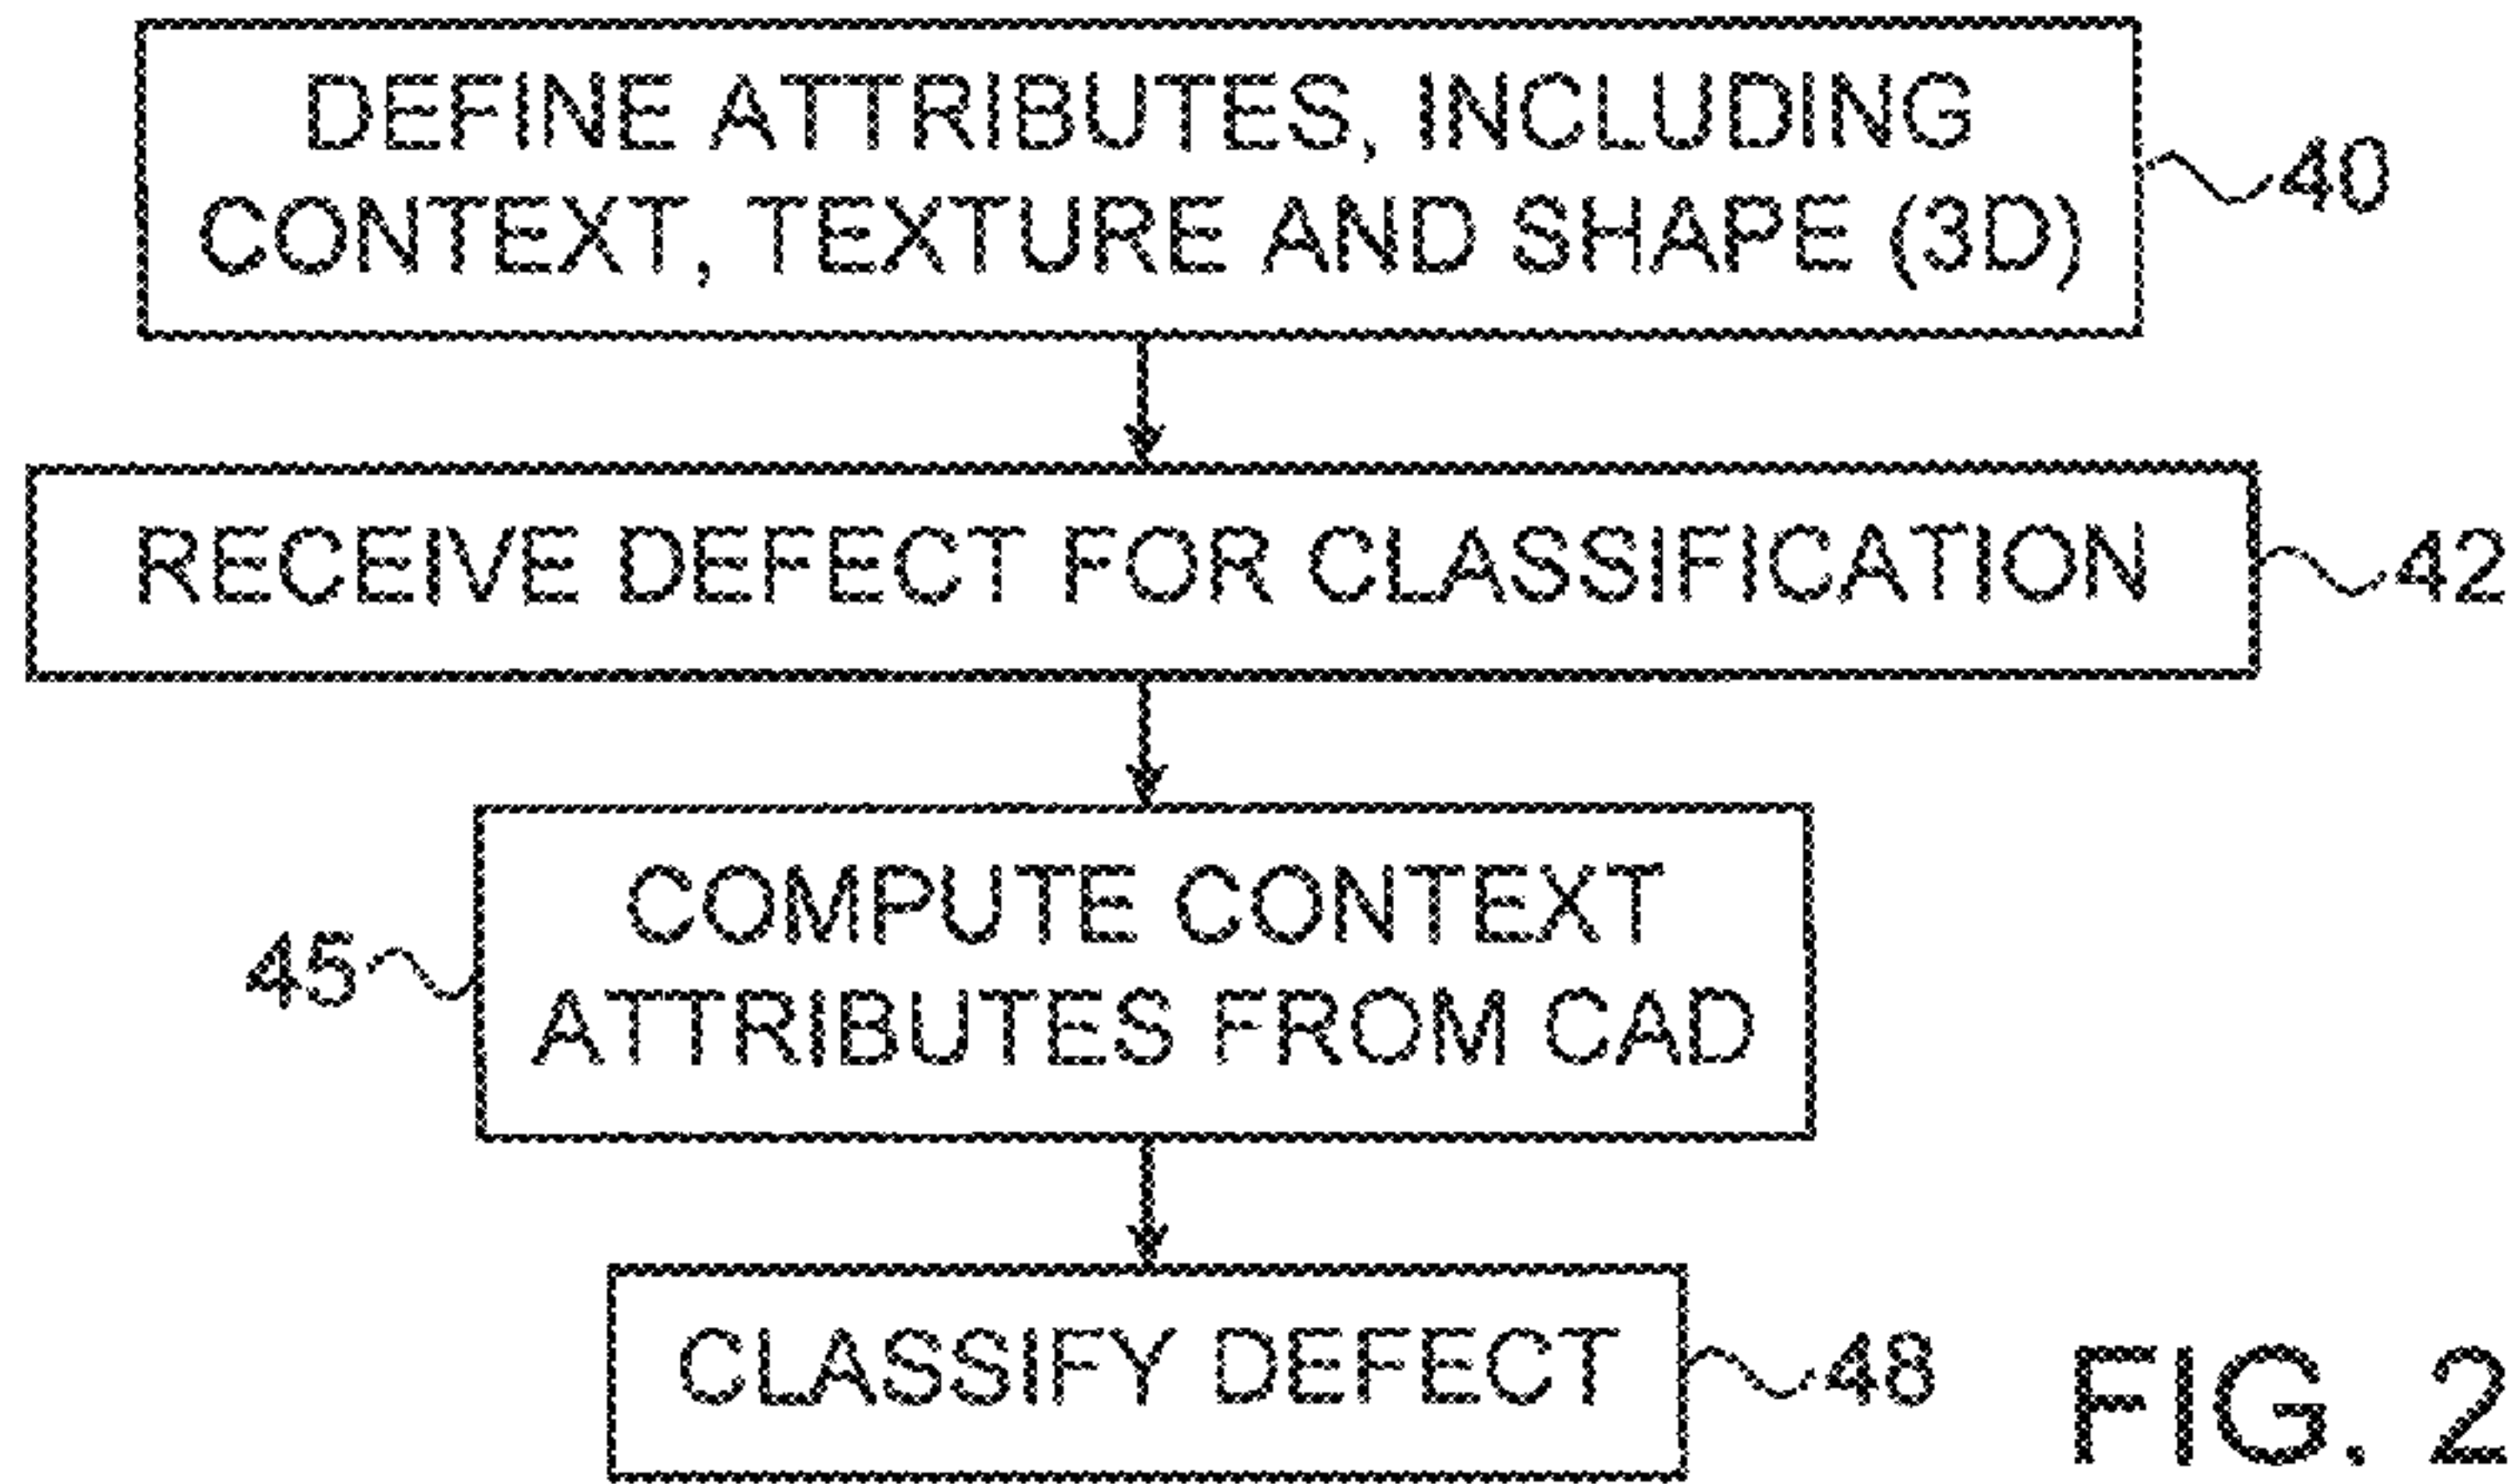 DEFINE ATTRIBUTES, INCLUDING
CONTEXT, TEXTURE AND SHAPE (3D)
40
RECEIVE DEFECT FOR CLASSIFICATION
42
COMPUTE CONTEXT
ATTRIBUTES FROM CAD
45
CLASSIFY DEFECT
48
FIG. 2